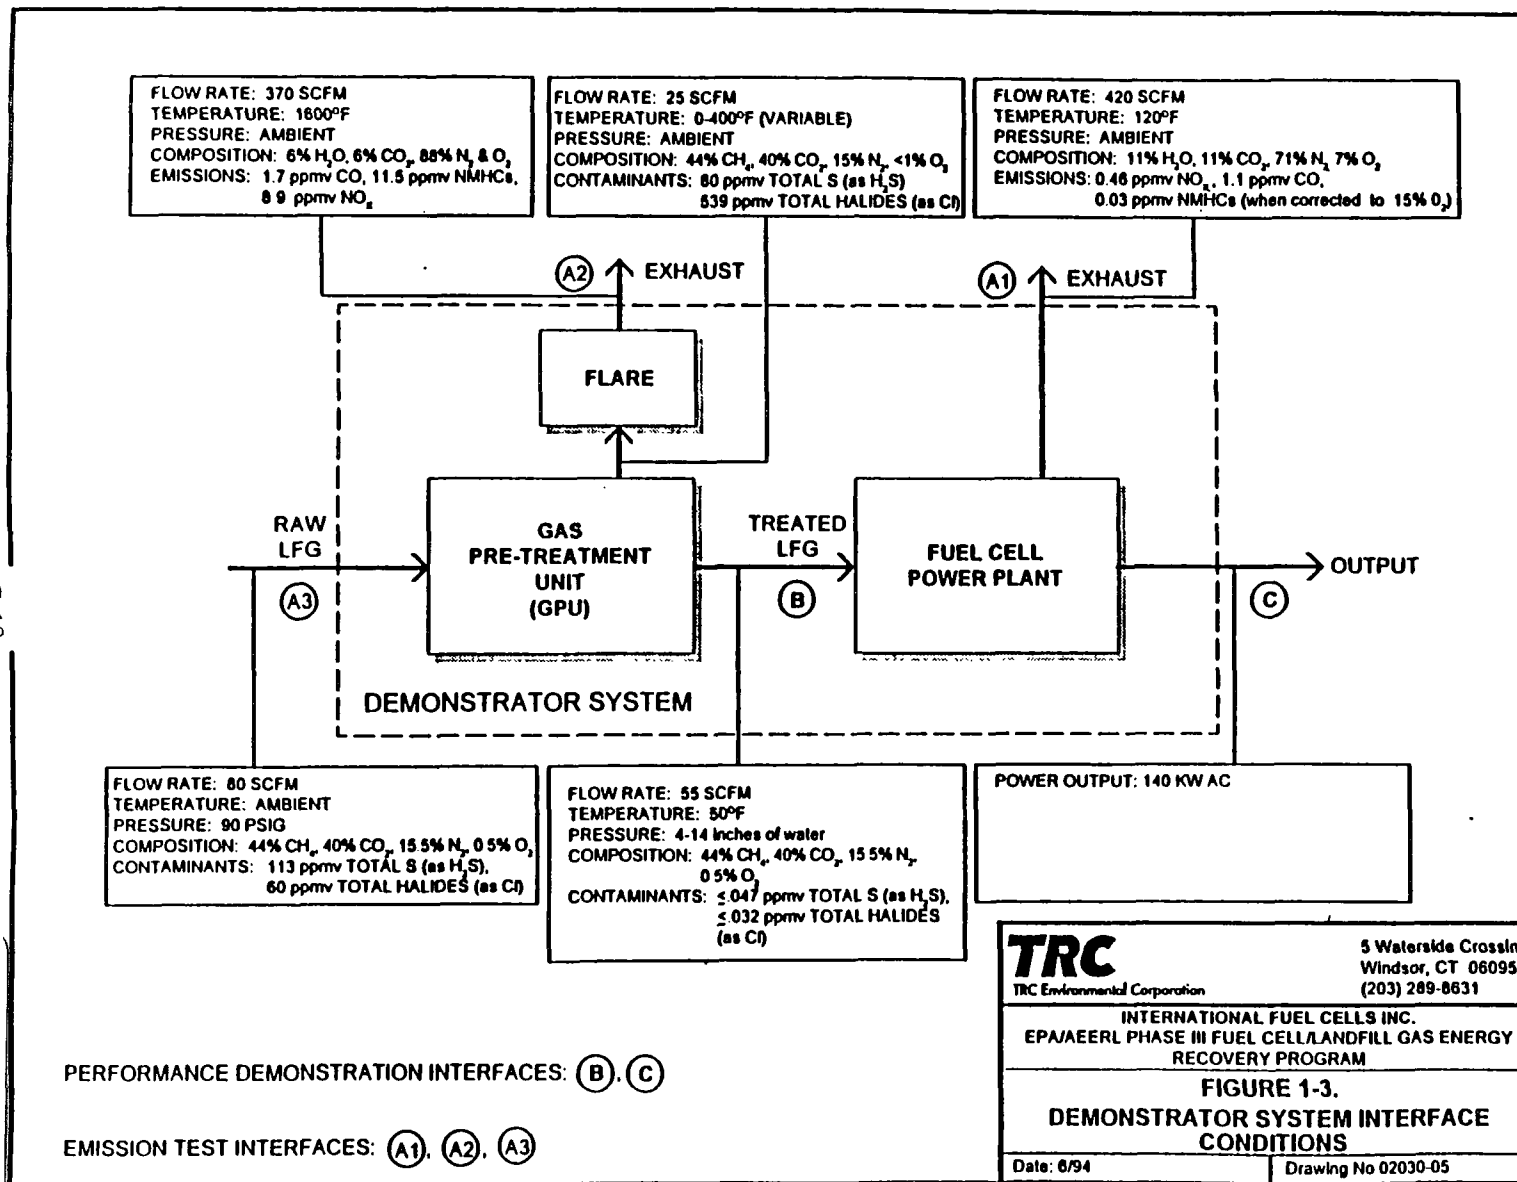 FLOW RATE: 370 SCFM
TEMPERATURE: 1600°F
PRESSURE: AMBIENT
COMPOSITION: 6% H₂O, 6% CO₂, 88% N₂ & O₂
EMISSIONS: 1.7 ppmv CO, 11.5 ppmv NMHCs,
8 9 ppmv NOₓ
FLOW RATE: 25 SCFM
TEMPERATURE: 0-400°F (VARIABLE)
PRESSURE: AMBIENT
COMPOSITION: 44% CH₄, 40% CO₂, 15% N₂, <1% O₂
CONTAMINANTS: 80 ppmv TOTAL S (as H₂S)
539 ppmv TOTAL HALIDES (as Cl)
FLOW RATE: 420 SCFM
TEMPERATURE: 120°F
PRESSURE: AMBIENT
COMPOSITION: 11% H₂O, 11% CO₂, 71% N₂ 7% O₂
EMISSIONS: 0.46 ppmv NOₓ, 1.1 ppmv CO,
0.03 ppmv NMHCs (when corrected to 15% 0₂)
A2 EXHAUST
A1 EXHAUST
FLARE
RAW
LFG
A3
GAS
PRE-TREATMENT
UNIT
(GPU)
TREATED
LFG
B
FUEL CELL
POWER PLANT
OUTPUT
C
DEMONSTRATOR SYSTEM
FLOW RATE: 80 SCFM
TEMPERATURE: AMBIENT
PRESSURE: 90 PSIG
COMPOSITION: 44% CH₄, 40% CO₂, 15.5% N₂, 0 5% O₂
CONTAMINANTS: 113 ppmv TOTAL S (as H₂S),
60 ppmv TOTAL HALIDES (as Cl)
FLOW RATE: 55 SCFM
TEMPERATURE: 50°F
PRESSURE: 4-14 inches of water
COMPOSITION: 44% CH₄, 40% CO₂, 15 5% N₂,
0 5% O₂
CONTAMINANTS: ≤.047 ppmv TOTAL S (as H₂S),
≤.032 ppmv TOTAL HALIDES
(as Cl)
POWER OUTPUT: 140 KW AC
TRC
TRC Environmental Corporation
5 Waterside Crossin
Windsor, CT 06095
(203) 289-8631
INTERNATIONAL FUEL CELLS INC.
EPA/AEERL PHASE III FUEL CELL/LANDFILL GAS ENERGY
RECOVERY PROGRAM
FIGURE 1-3.
DEMONSTRATOR SYSTEM INTERFACE
CONDITIONS
Date: 6/94
Drawing No 02030-05
PERFORMANCE DEMONSTRATION INTERFACES: B, C
EMISSION TEST INTERFACES: A1, A2, A3